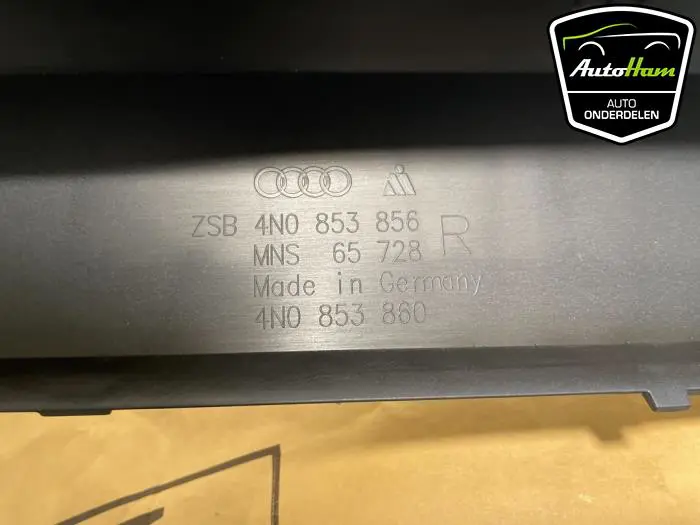 AutoHam
AUTO
ONDERDELEN
ZSB 4N0 853 856
MNS 65 728 R
Made in Germany
4N0 853 860